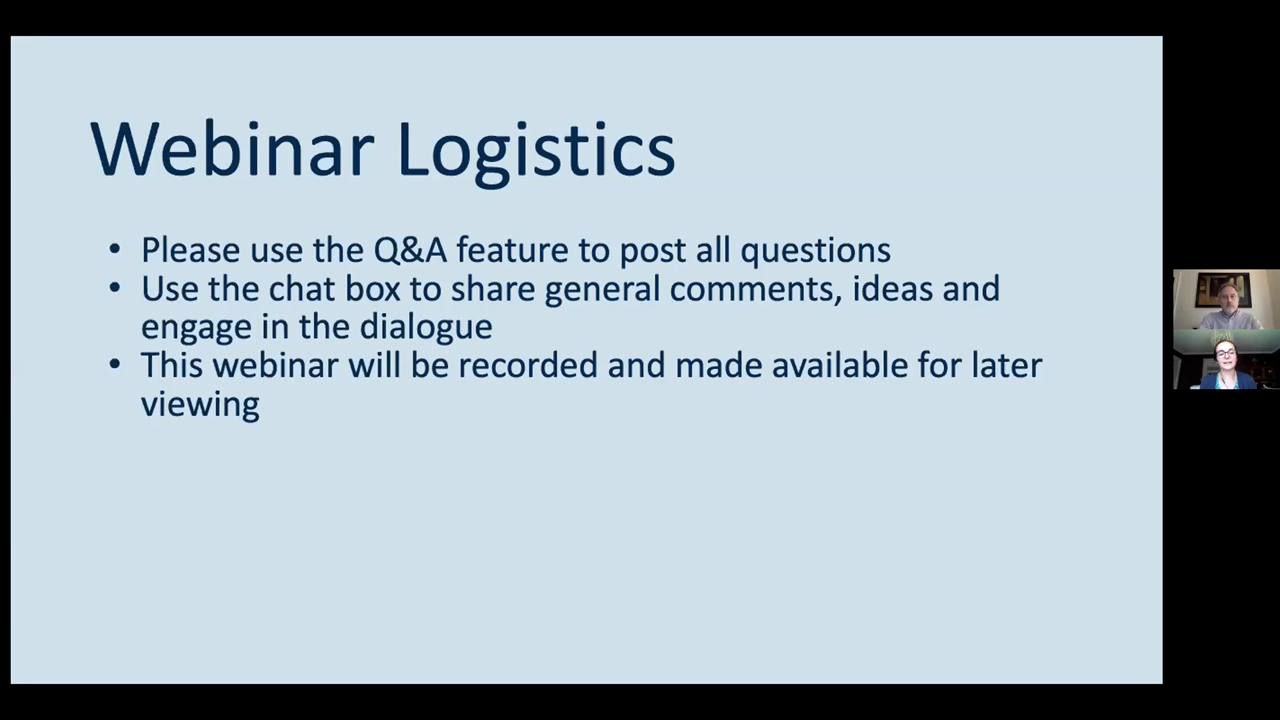 Webinar Logistics
• Please use the Q&A feature to post all questions
• Use the chat box to share general comments, ideas and
engage in the dialogue
• This webinar will be recorded and made available for later
viewing